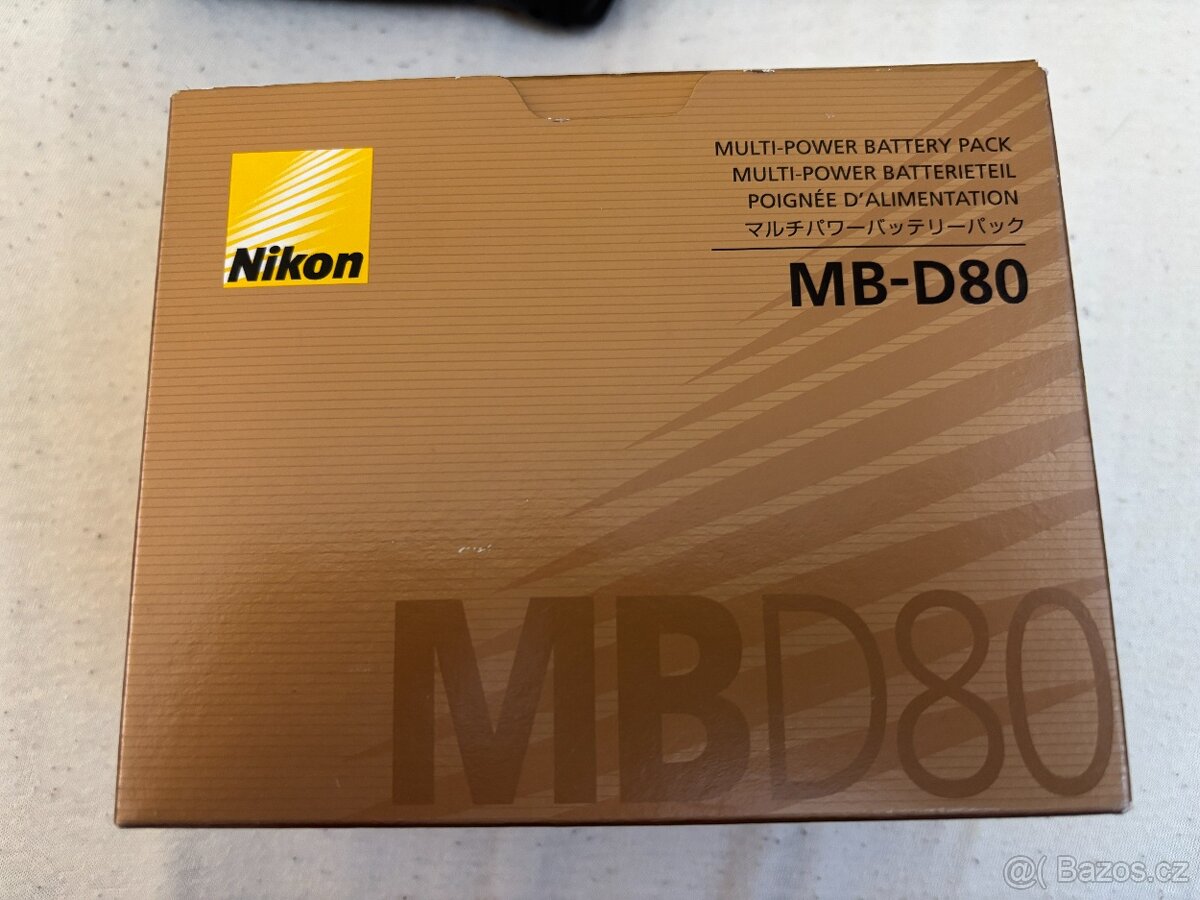 Nikon
MULTI-POWER BATTERY PACK
MULTI-POWER BATTERIETEIL
POIGNÉE D'ALIMENTATION
マルチパワーバッテリーパック
MB-D80
MBD80
@( Bazos.cz